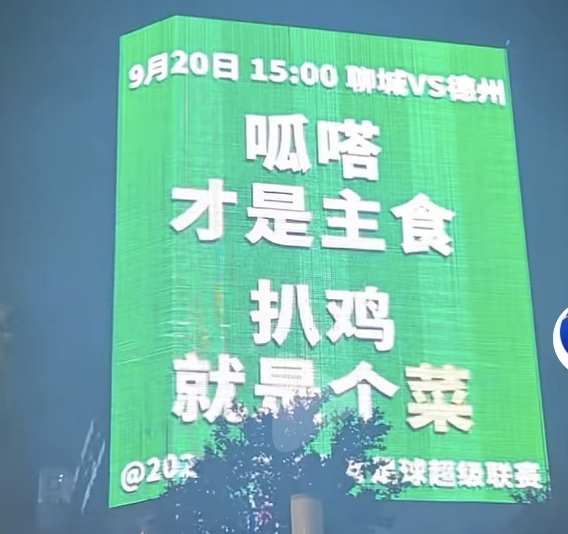 9月20日 15:00 聊城VS德州
呱嗒
才是主食
扒鸡
就是个菜
@202 足球超级联赛